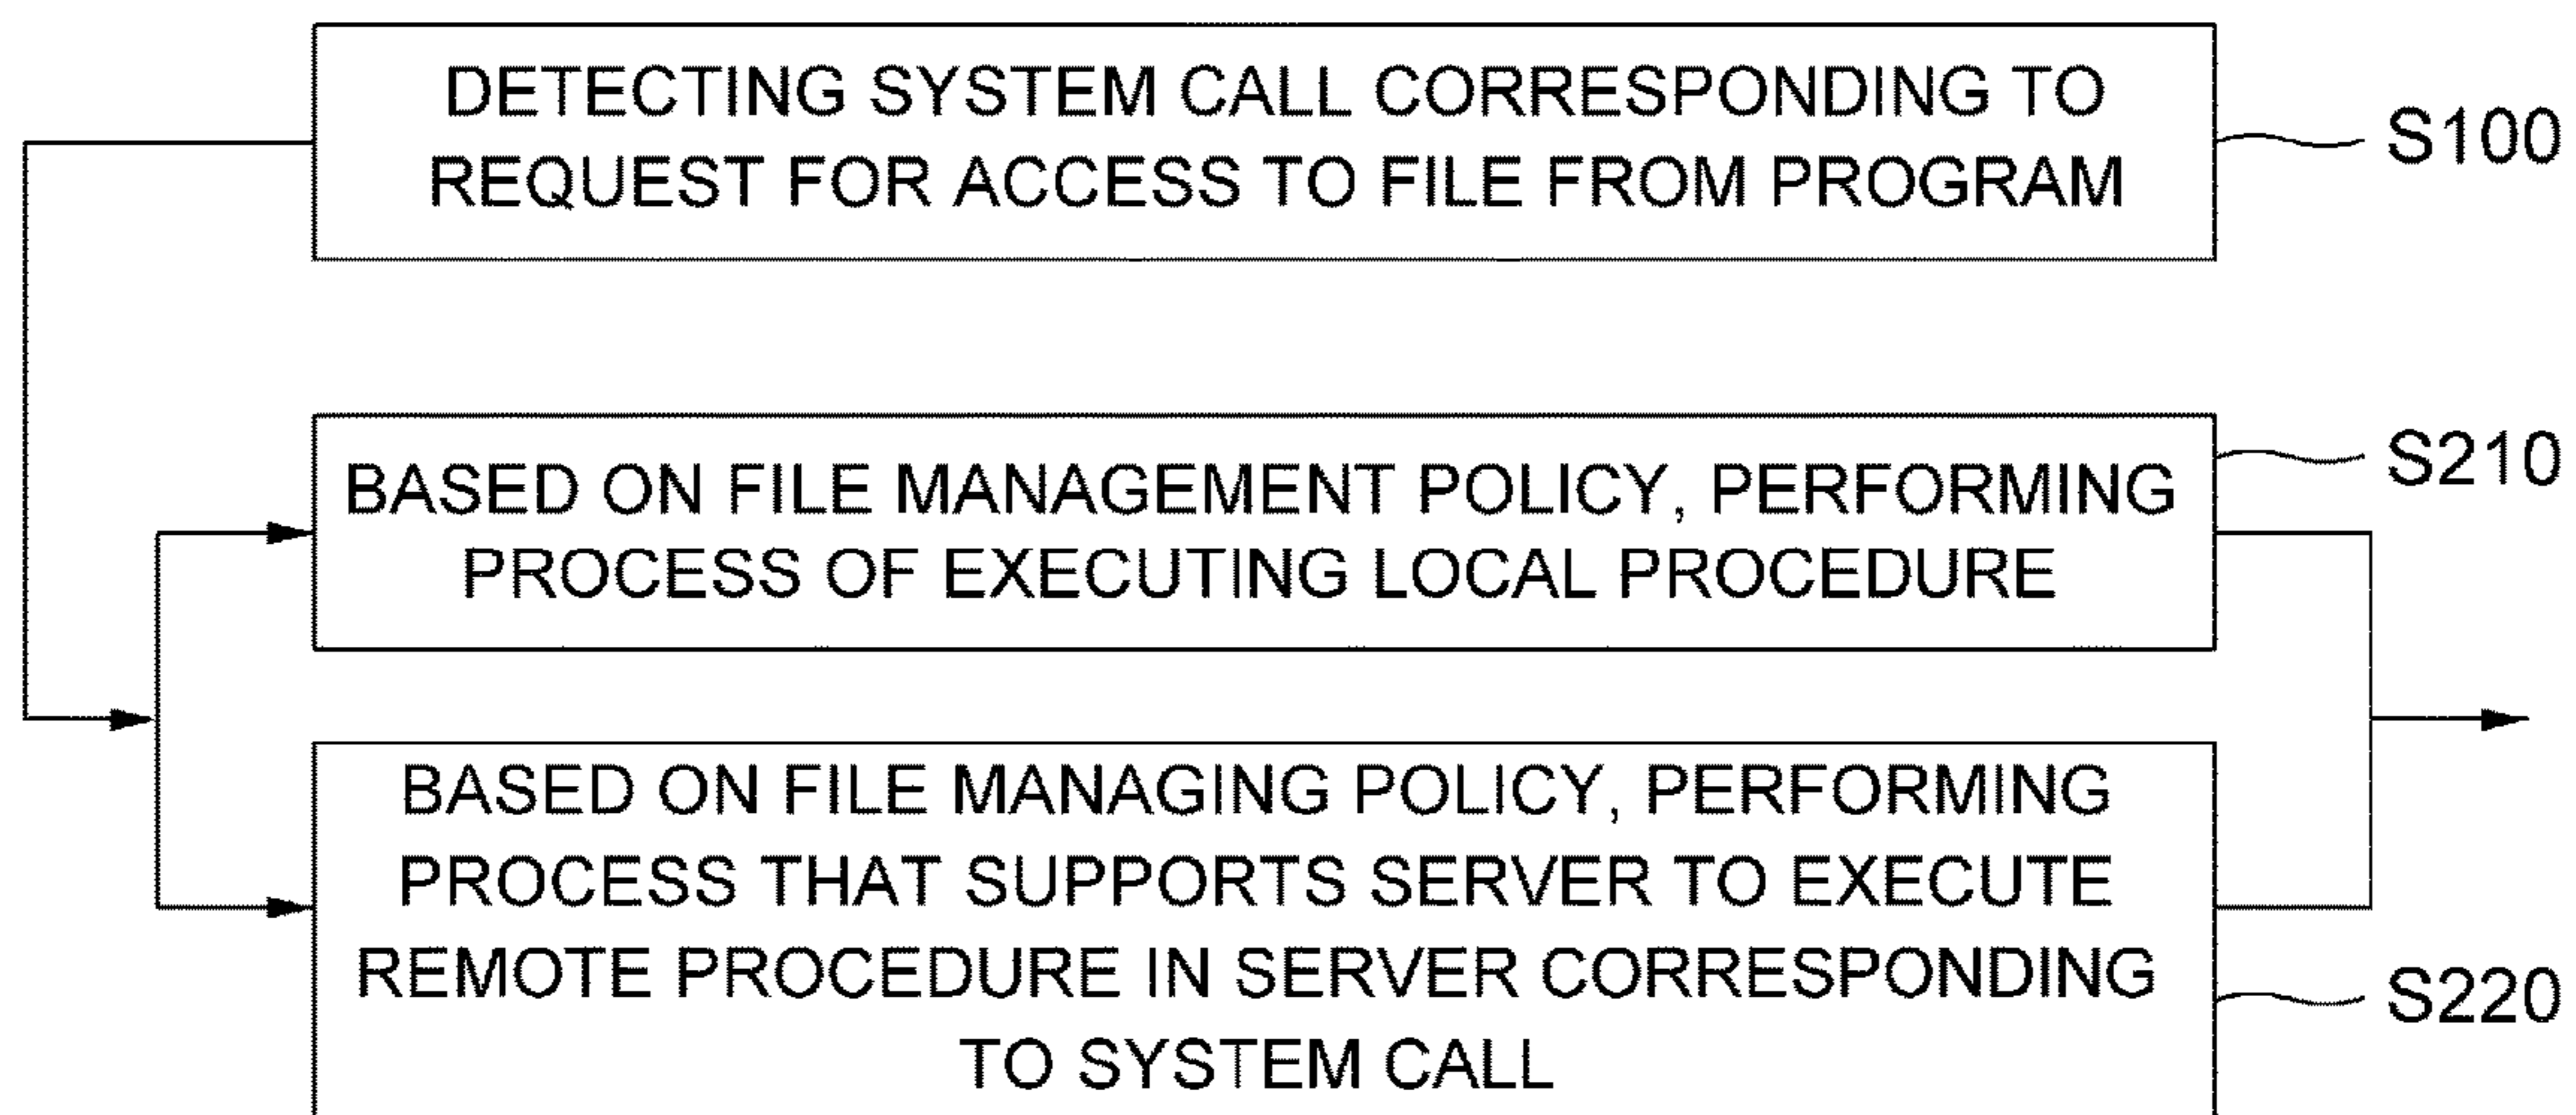 DETECTING SYSTEM CALL CORRESPONDING TO
REQUEST FOR ACCESS TO FILE FROM PROGRAM
S100
BASED ON FILE MANAGEMENT POLICY, PERFORMING
PROCESS OF EXECUTING LOCAL PROCEDURE
S210
BASED ON FILE MANAGING POLICY, PERFORMING
PROCESS THAT SUPPORTS SERVER TO EXECUTE
REMOTE PROCEDURE IN SERVER CORRESPONDING
TO SYSTEM CALL
S220